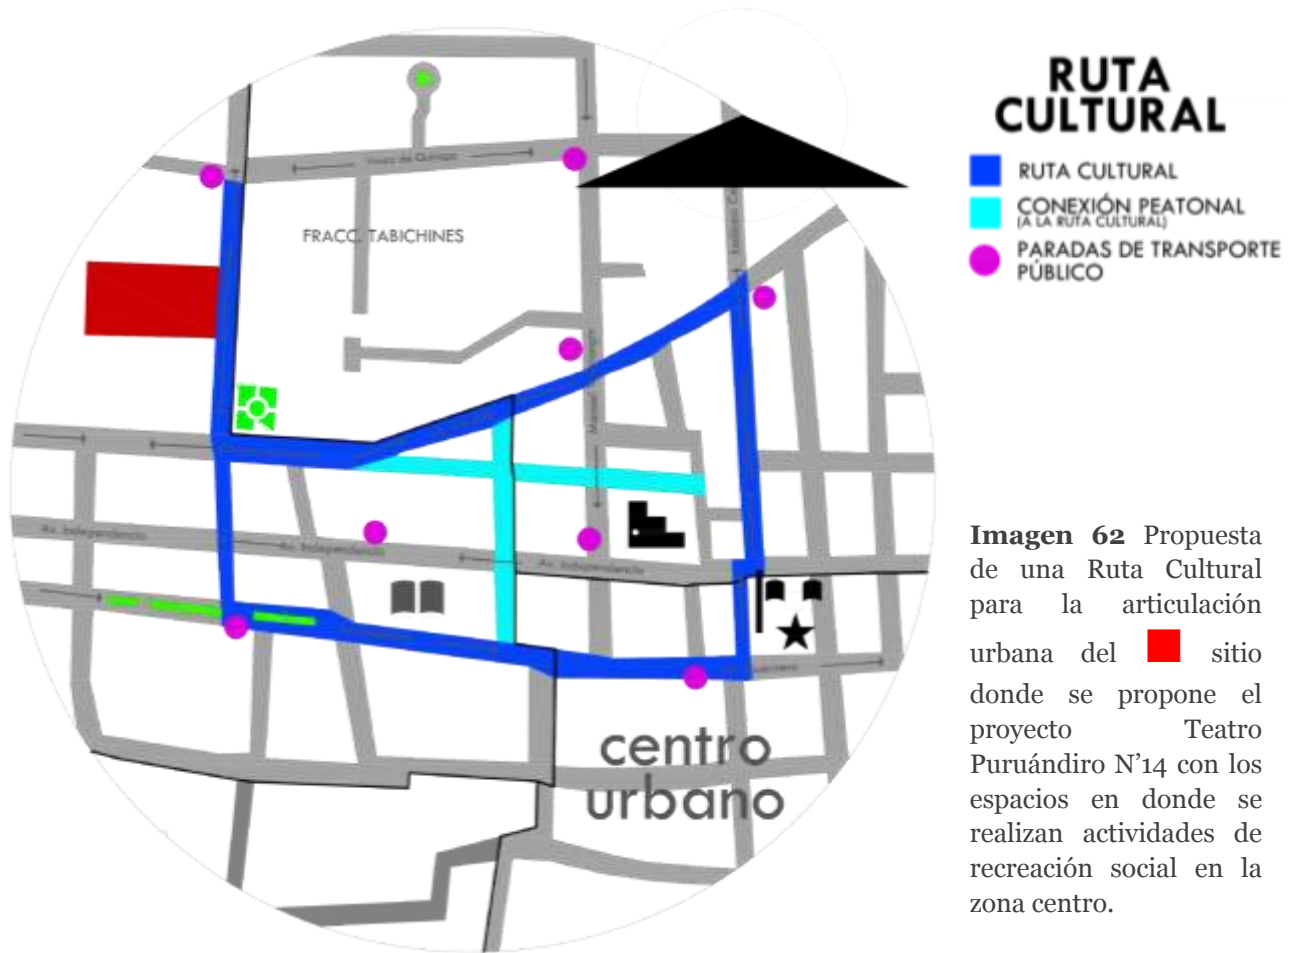 RUTA
CULTURAL
RUTA CULTURAL
CONEXIÓN PEATONAL
(A LA RUTA CULTURAL)
PARADAS DE TRANSPORTE
PÚBLICO
Vasco de Quiroga
FRACC. TABICHINES
Av. Independencia
Av. Independencia
Av. Independencia
centro
urbano
Imagen 62 Propuesta
de una Ruta Cultural
para la articulación
urbana del sitio
donde se propone el
proyecto Teatro
Puruándiro N’14 con los
espacios en donde se
realizan actividades de
recreación social en la
zona centro.